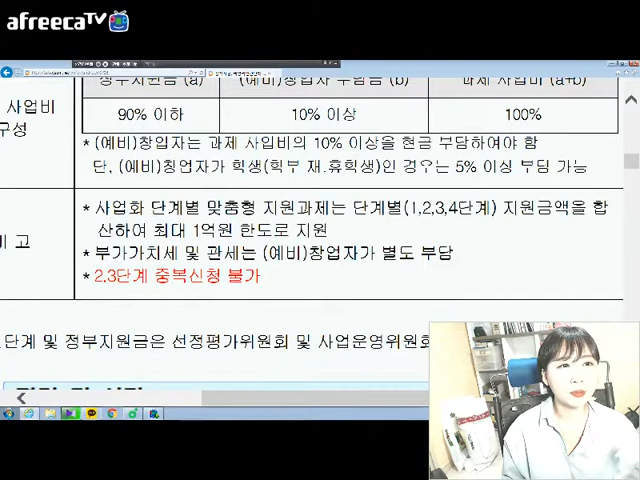 afreecaTV
정부지원금 (a) (예비)창업자 부담금 (b) 과제 사업비 (a+b)
사업비
구성
90% 이하 10% 이상 100%
* (예비)창업자는 과제 사업비의 10% 이상을 현금 부담하여야 함
단, (예비)창업자가 학생(학부 재.휴학생)인 경우는 5% 이상 부담 가능
비 고
* 사업화 단계별 맞춤형 지원과제는 단계별(1,2,3,4단계) 지원금액을 합
산하여 최대 1억원 한도로 지원
* 부가가치세 및 관세는 (예비)창업자가 별도 부담
* 2,3단계 중복신청 불가
단계 및 정부지원금은 선정평가위원회 및 사업운영위원회